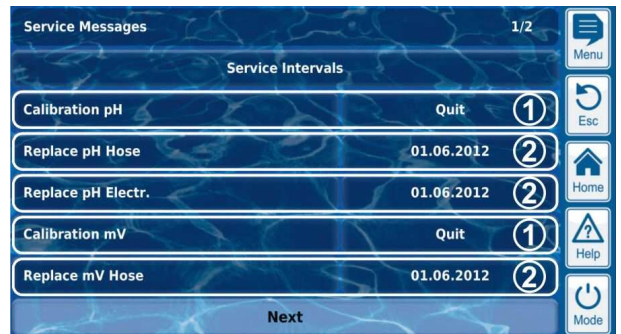 Service Messages 1/2
Service Intervals
Calibration pH Quit 1
Replace pH Hose 01.06.2012 2
Replace pH Electr. 01.06.2012 2
Calibration mV Quit 1
Replace mV Hose 01.06.2012 2
Next
Menu
Esc
Home
? Help
Mode